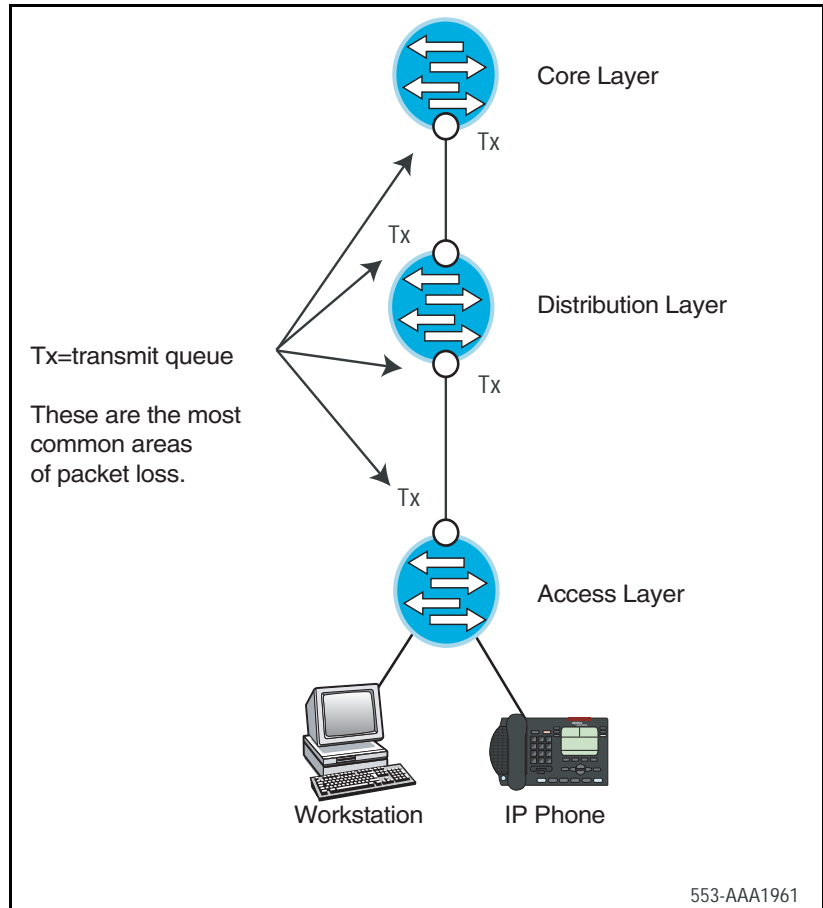 Core Layer
Tx
Tx
Distribution Layer
Tx=transmit queue
Tx
These are the most
common areas
of packet loss.
Tx
Access Layer
Workstation
IP Phone
553-AAA1961